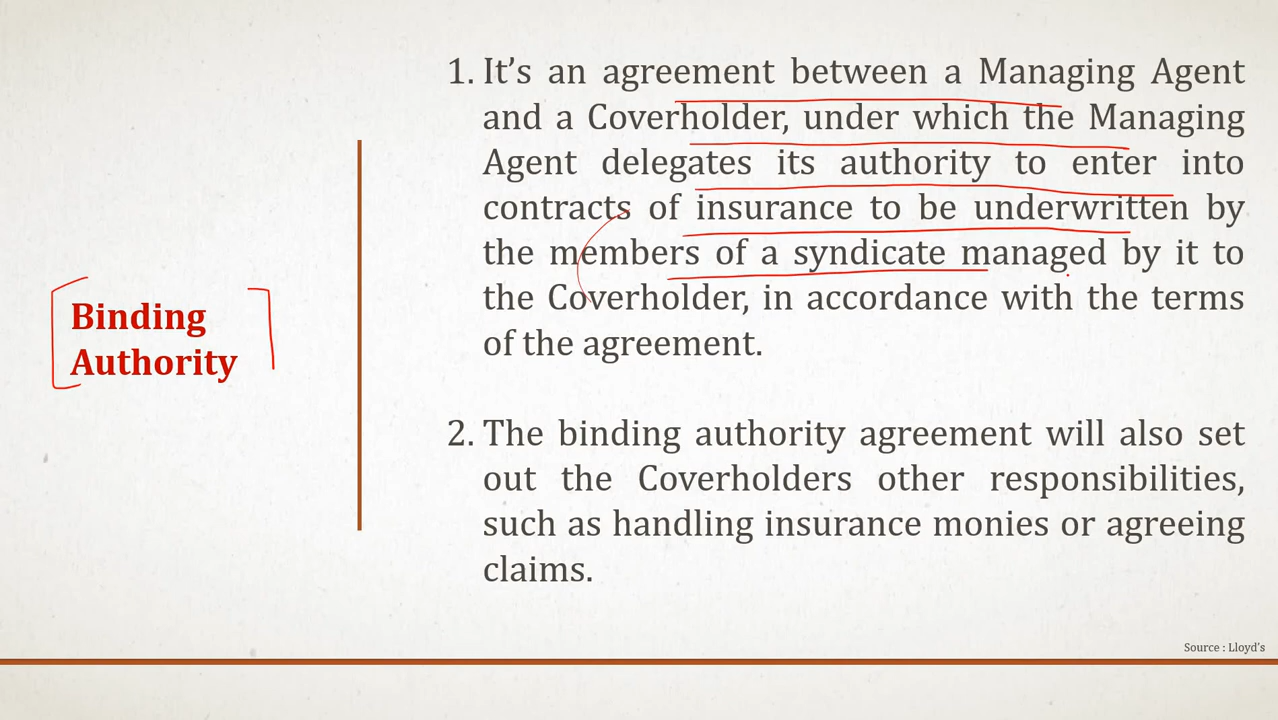 Binding
Authority
1. It’s an agreement between a Managing Agent
and a Coverholder, under which the Managing
Agent delegates its authority to enter into
contracts of insurance to be underwritten by
the members of a syndicate managed by it to
the Coverholder, in accordance with the terms
of the agreement.
2. The binding authority agreement will also set
out the Coverholders other responsibilities,
such as handling insurance monies or agreeing
claims.
Source : Lloyd’s